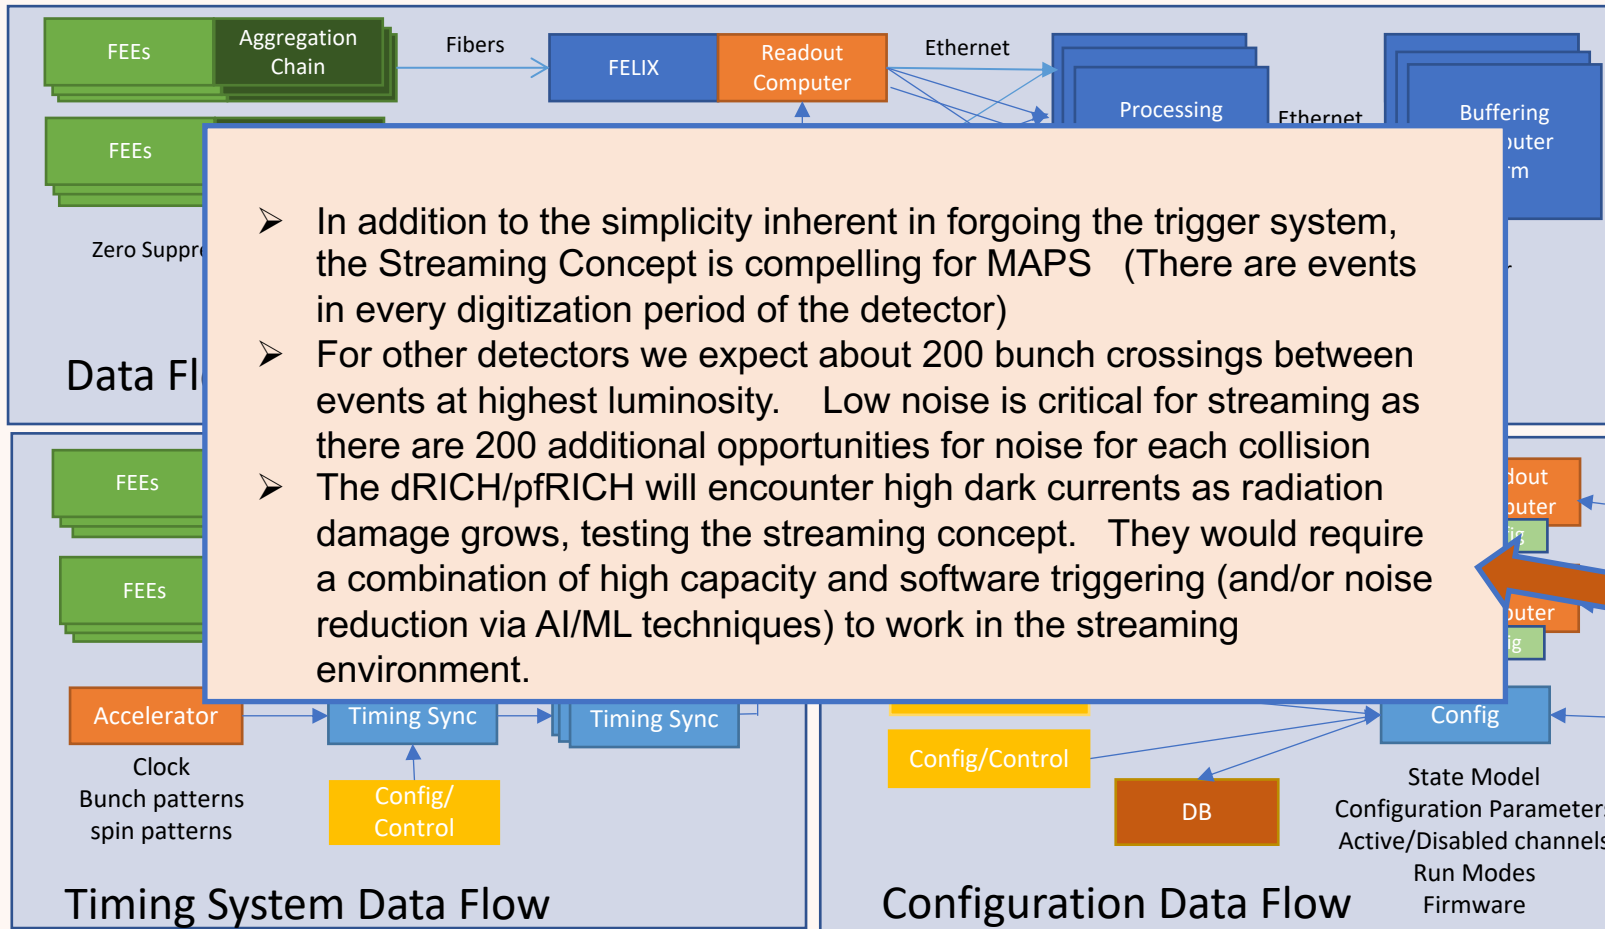 FEEs
Aggregation
Chain
Fibers
FELIX
Readout
Computer
Ethernet
Processing
Ethernet
Buffering
FEEs
Zero
Data
➢ In addition to the simplicity inherent in forgoing the trigger system,
the Streaming Concept is compelling for MAPS (There are events
in every digitization period of the detector)
➢ For other detectors we expect about 200 bunch crossings between
events at highest luminosity. Low noise is critical for streaming as
there are 200 additional opportunities for noise for each collision
➢ The dRICH/pfRICH will encounter high dark currents as radiation
damage grows, testing the streaming concept. They would require
a combination of high capacity and software triggering (and/or noise
reduction via AI/ML techniques) to work in the streaming
environment.
FEEs
FEEs
Accelerator
Timing Sync
Timing Sync
Clock
Bunch patterns
spin patterns
Config/
Control
Timing System Data Flow
Config/Control
Config
DB
State Model
Configuration Parameters
Active/Disabled channels
Run Modes
Firmware
Configuration Data Flow